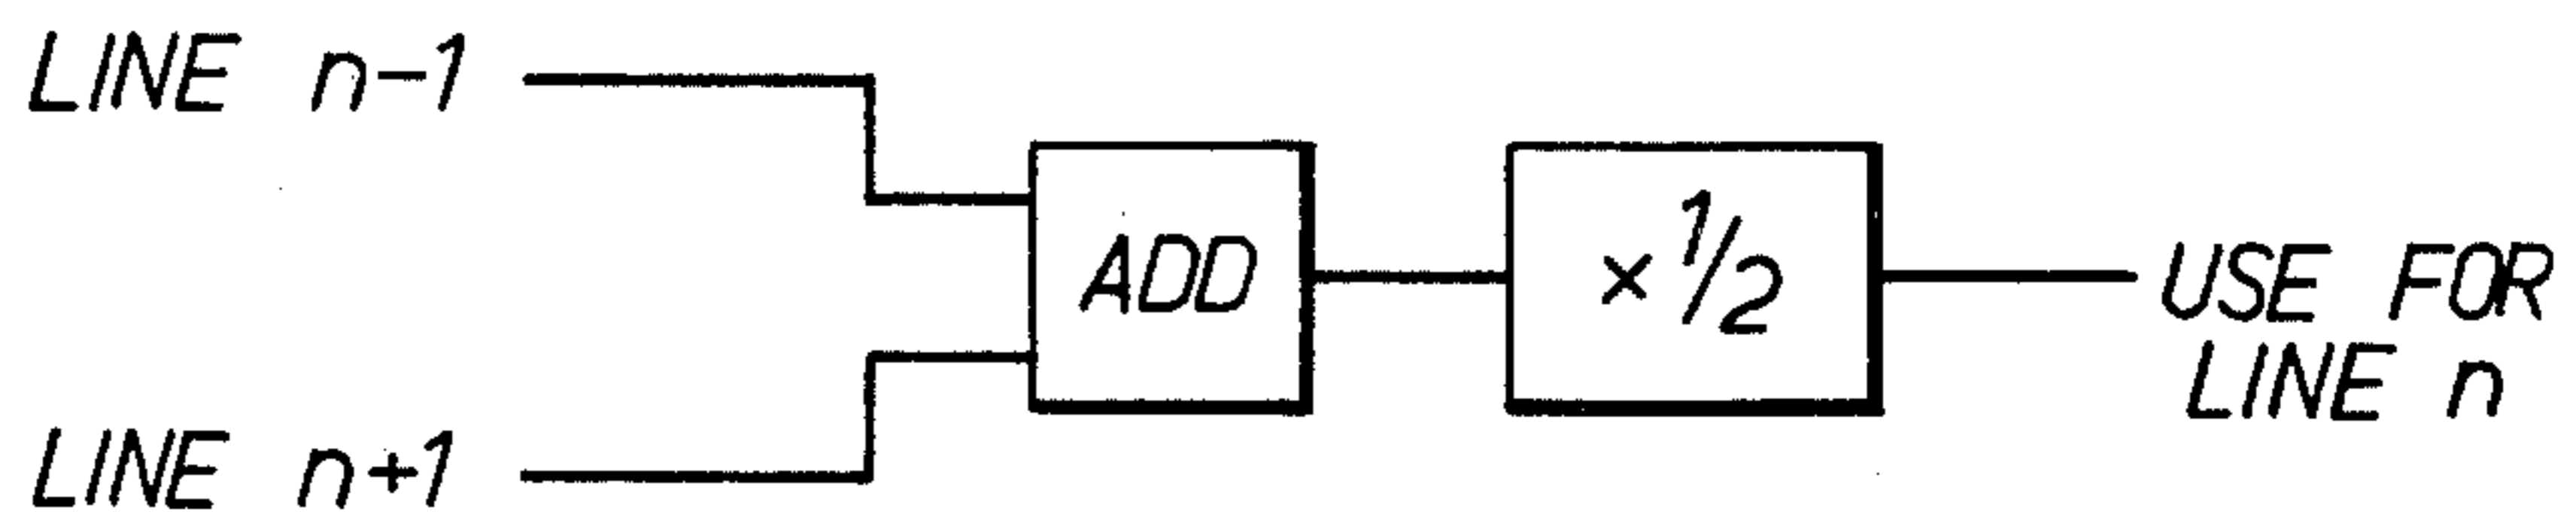 LINE n-1
ADD
× 1/2
USE FOR
LINE n
LINE n+1